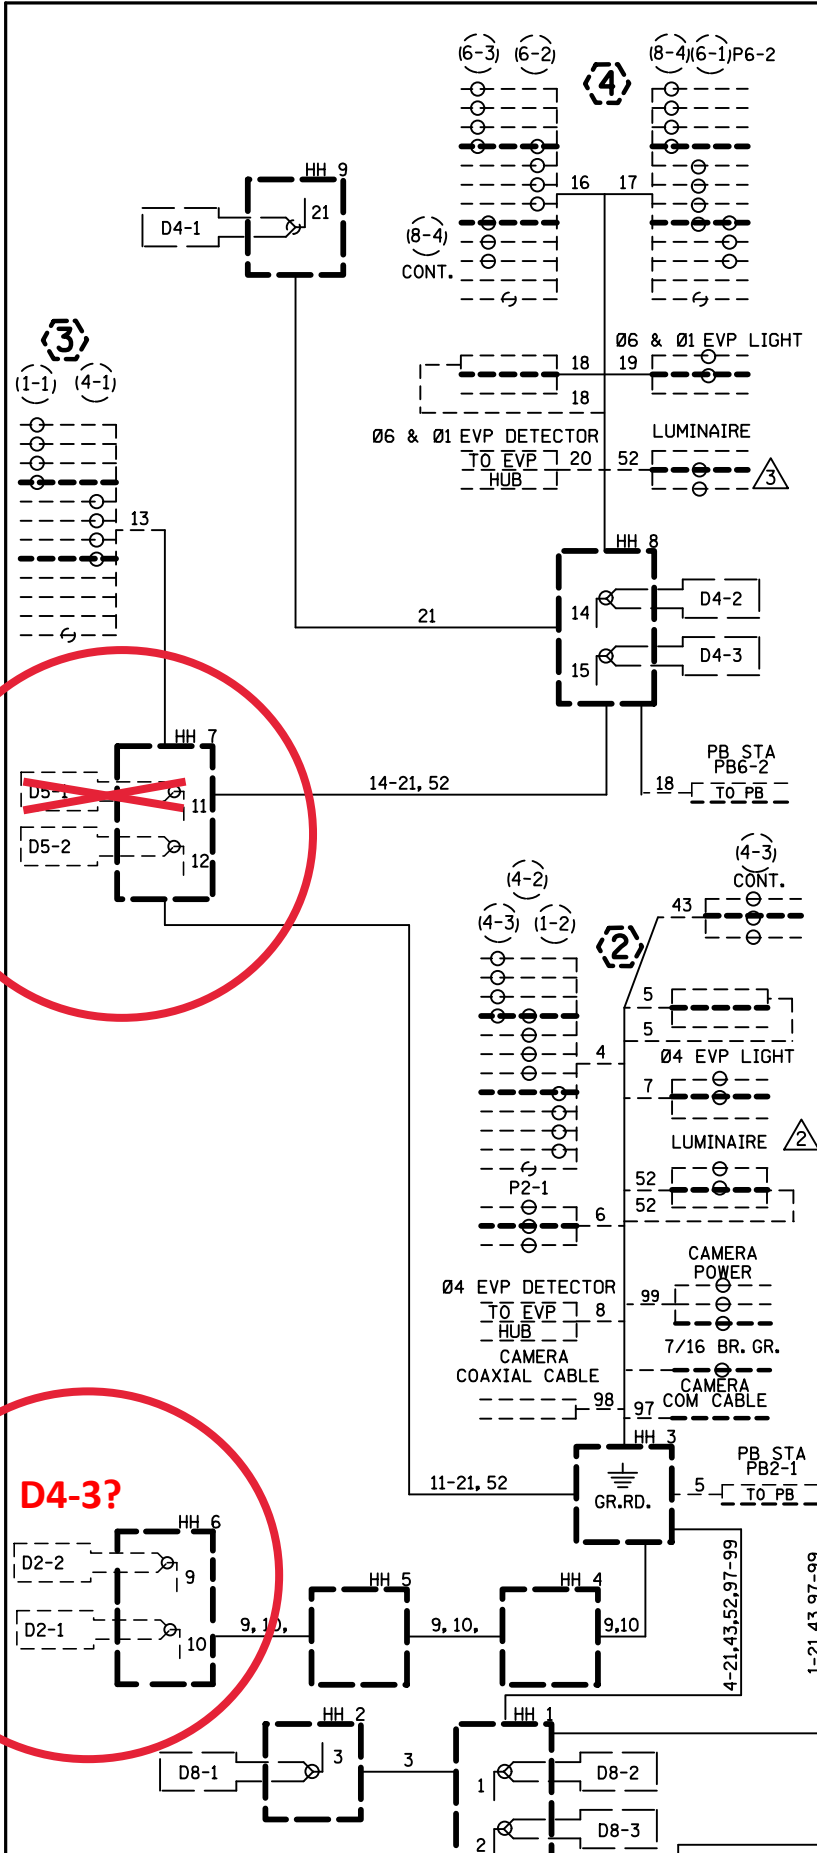 (6-3) (6-2) 4 (8-4) (6-1) P6-2
HH 9
21
D4-1
16 17
(8-4)
CONT.
3
(1-1) (4-1)
Ø6 & Ø1 EVP LIGHT
18 19
18
Ø6 & Ø1 EVP DETECTOR
LUMINAIRE
TO EVP 20 52
HUB
3
13
HH 8
14 D4-2
21
15 D4-3
HH 7
D5-1
11
D5-2
12
14-21, 52
PB STA
PB6-2
18 TO PB
(4-3)
CONT.
43
(4-2)
(4-3) (1-2)
2
5
5
4
Ø4 EVP LIGHT
7
LUMINAIRE 2
52
52
P2-1
6
CAMERA
POWER
99
Ø4 EVP DETECTOR
TO EVP 8
HUB
7/16 BR. GR.
CAMERA
COAXIAL CABLE
98
CAMERA
COM CABLE
97
HH 3
GR.RD.
11-21, 52
PB STA
PB2-1
5 TO PB
D4-3?
HH 6
D2-2
9
D2-1
10
9, 10,
HH 5
9, 10,
HH 4
9,10
4-21,43,52,97-99
1-21,43,97-99
HH 2
D8-1
3
3
HH 1
1 D8-2
2 D8-3